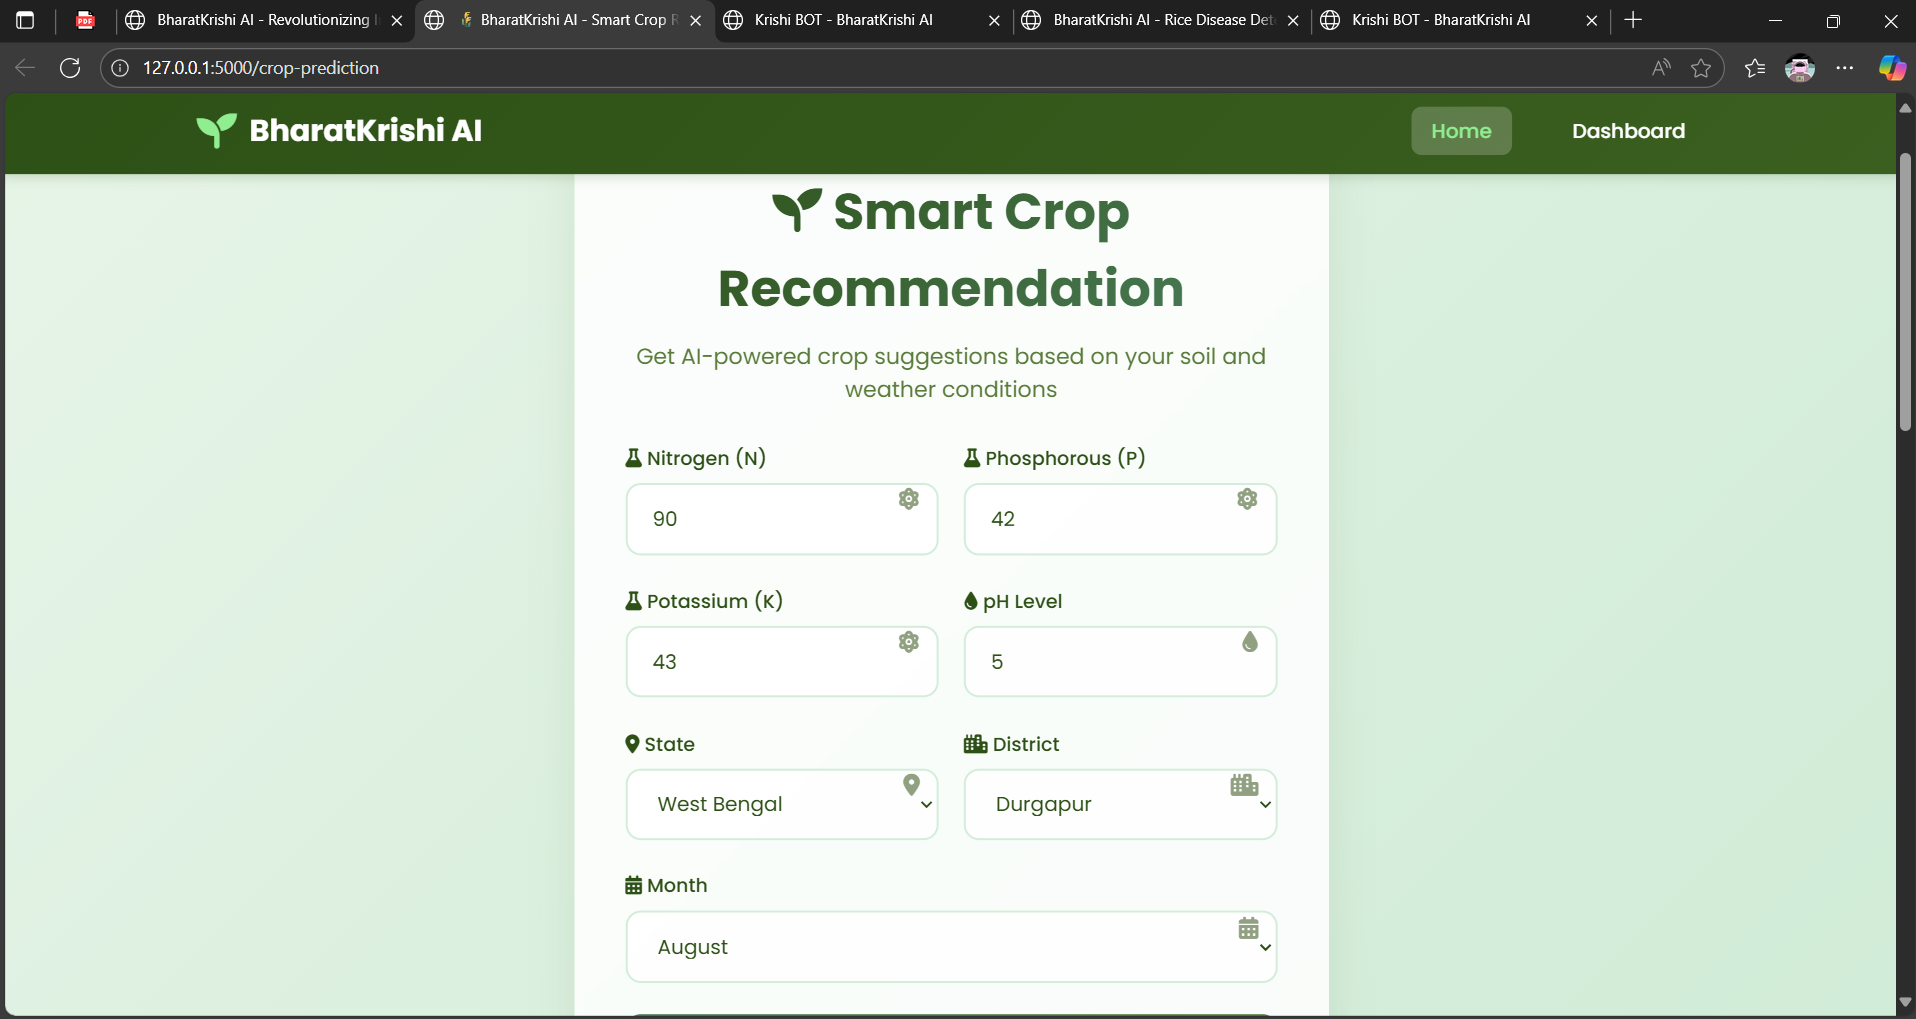 PDF
BharatKrishi AI - Revolutionizing I
BharatKrishi AI - Smart Crop R
Krishi BOT - BharatKrishi AI
BharatKrishi AI - Rice Disease Det
Krishi BOT - BharatKrishi AI
127.0.0.1:5000/crop-prediction
BharatKrishi AI
Home
Dashboard
Smart Crop
Recommendation
Get AI-powered crop suggestions based on your soil and
weather conditions
Nitrogen (N)
Phosphorous (P)
90
42
Potassium (K)
pH Level
43
5
State
District
West Bengal
Durgapur
Month
August